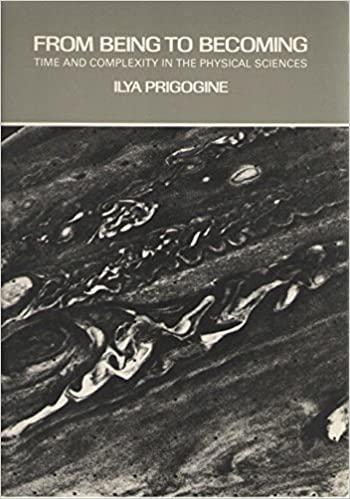 FROM BEING TO BECOMING
TIME AND COMPLEXITY IN THE PHYSICAL SCIENCES
ILYA PRIGOGINE